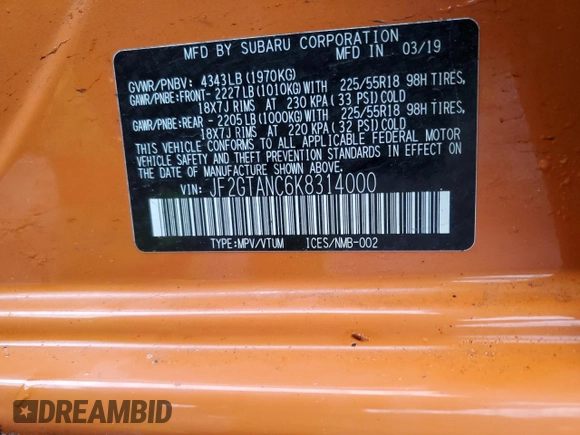 MFD BY SUBARU CORPORATION
MFD IN 03/19
GVWR/PNBV: 4343LB (1970KG)
GAWR/PNBE:FRONT- 2227LB(1010KG)WITH 225/55R18 98H TIRES,
18X7J RIMS AT 230 KPA(33 PSI)COLD
GAWR/PNBE:REAR - 2205LB(1000KG)WITH 225/55R18 98H TIRES,
18X7J RIMS AT 220 KPA(32 PSI)COLD
THIS VEHICLE CONFORMS TO ALL APPLICABLE FEDERAL MOTOR
VEHICLE SAFETY AND THEFT PREVENTION STANDARDS IN EFFECT ON
THE DATE OF MANUFACTURE SHOWN ABOVE.
VIN: JF2GTANC6K8314000
TYPE:MPV/VTUM ICES/NMB-002
DREAMBID